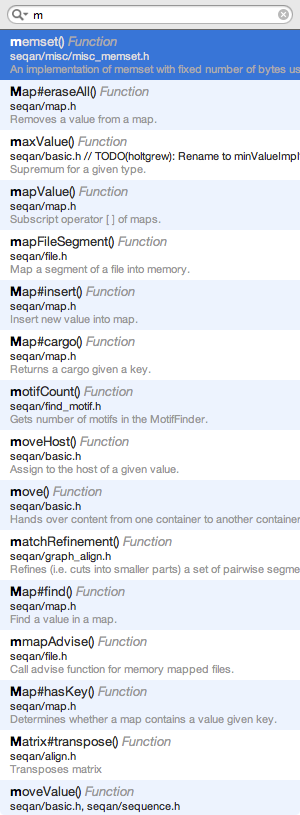 m
memset() Function
seqan/misc/misc_memset.h
An implementation of memset with fixed number of bytes us
Map#eraseAll() Function
seqan/map.h
Removes a value from a map.
maxValue() Function
seqan/basic.h // TODO(holtgrew): Rename to minValueImpl
Supremum for a given type.
mapValue() Function
seqan/map.h
Subscript operator [ ] of maps.
mapFileSegment() Function
seqan/file.h
Map a segment of a file into memory.
Map#insert() Function
seqan/map.h
Insert new value into map.
Map#cargo() Function
seqan/map.h
Returns a cargo given a key.
motifCount() Function
seqan/find_motif.h
Gets number of motifs in the MotifFinder.
moveHost() Function
seqan/basic.h
Assign to the host of a given value.
move() Function
seqan/basic.h
Hands over content from one container to another container
matchRefinement() Function
seqan/graph_align.h
Refines (i.e. cuts into smaller parts) a set of pairwise segme
Map#find() Function
seqan/map.h
Find a value in a map.
mmapAdvise() Function
seqan/file.h
Call advise function for memory mapped files.
Map#hasKey() Function
seqan/map.h
Determines whether a map contains a value given key.
Matrix#transpose() Function
seqan/align.h
Transposes matrix
moveValue() Function
seqan/basic.h, seqan/sequence.h